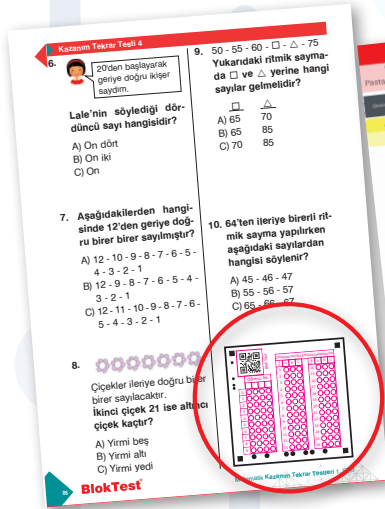 Kazanım Tekrar Testi 4
6.
20'den başlayarak
geriye doğru ikişer
saydım.
Lale'nin söylediği dör-
düncü sayı hangisidir?
A) On dört
B) On iki
C) On
7. Aşağıdakilerden hangi-
sinde 12'den geriye doğ-
ru birer birer sayılmıştır?
A) 12 - 10 - 9 - 8 - 7 - 6 - 5 -
4 - 3 - 2 - 1
B) 12 - 9 - 8 - 7 - 6 - 5 - 4 -
3 - 2 - 1
C) 12 - 11 - 10 - 9 - 8 - 7 - 6 -
5 - 4 - 3 - 2 - 1
8.
Çiçekler ileriye doğru birer
birer sayılacaktır.
İkinci çiçek 21 ise altıncı
çiçek kaçtır?
A) Yirmi beş
B) Yirmi altı
C) Yirmi yedi
BlokTest
9. 50 - 55 - 60 - □ - △ - 75
Yukarıdaki ritmik sayma-
da □ ve △ yerine hangi
sayılar gelmelidir?
□ △
A) 65 70
B) 65 85
C) 70 85
10. 64'ten ileriye birerli rit-
mik sayma yapılırken
aşağıdaki sayılardan
hangisi söylenir?
A) 45 - 46 - 47
B) 55 - 56 - 57
C) 65 - 66 - 67
Matematik Kazanım Tekrar Testleri 1.
Pasta